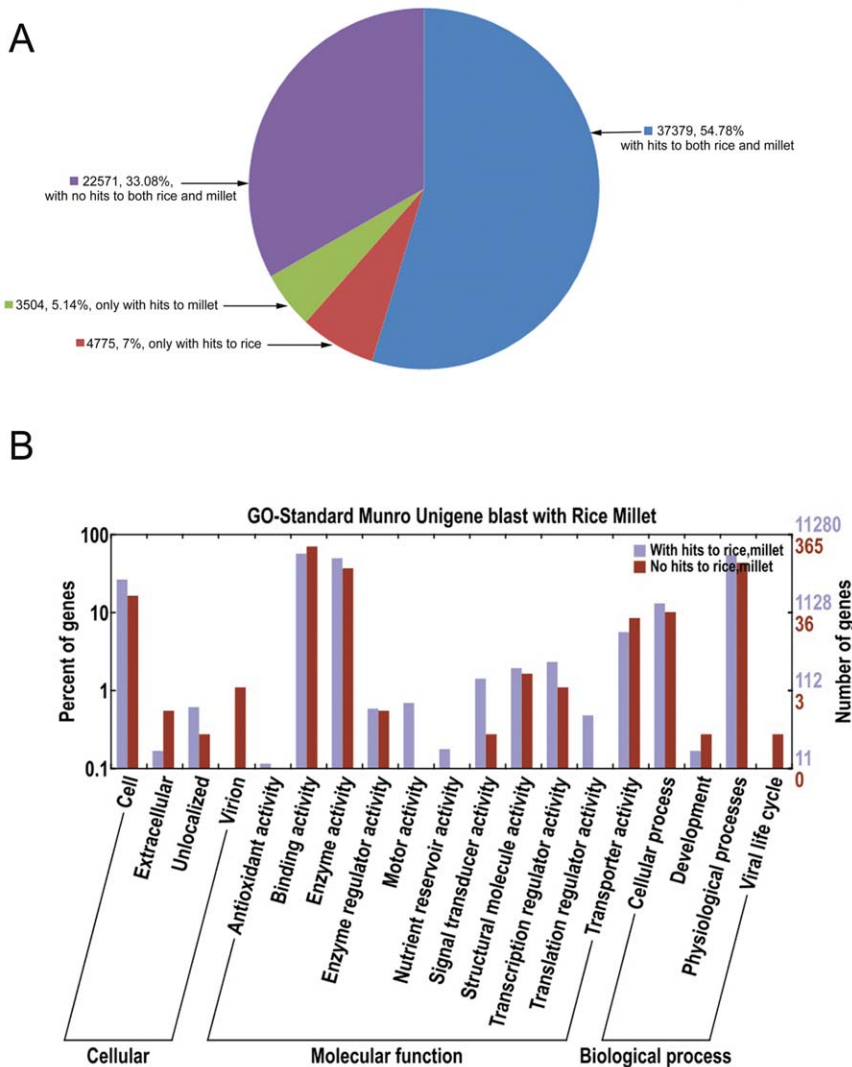 A
37379, 54.78%
with hits to both rice and millet
22571, 33.08%,
with no hits to both rice and millet
3504, 5.14%, only with hits to millet
4775, 7%, only with hits to rice
B
GO-Standard Munro Unigene blast with Rice Millet
With hits to rice,millet
No hits to rice,millet
Percent of genes
100
10
1
0.1
11280
365
1128
36
112
3
11
0
Number of genes
Cell
Extracellular
Unlocalized
Virion
Antioxidant activity
Binding activity
Enzyme activity
Enzyme regulator activity
Motor activity
Nutrient reservoir activity
Signal transducer activity
Structural molecule activity
Transcription regulator activity
Translation regulator activity
Transporter activity
Cellular process
Development
Physiological processes
Viral life cycle
Cellular
Molecular function
Biological process